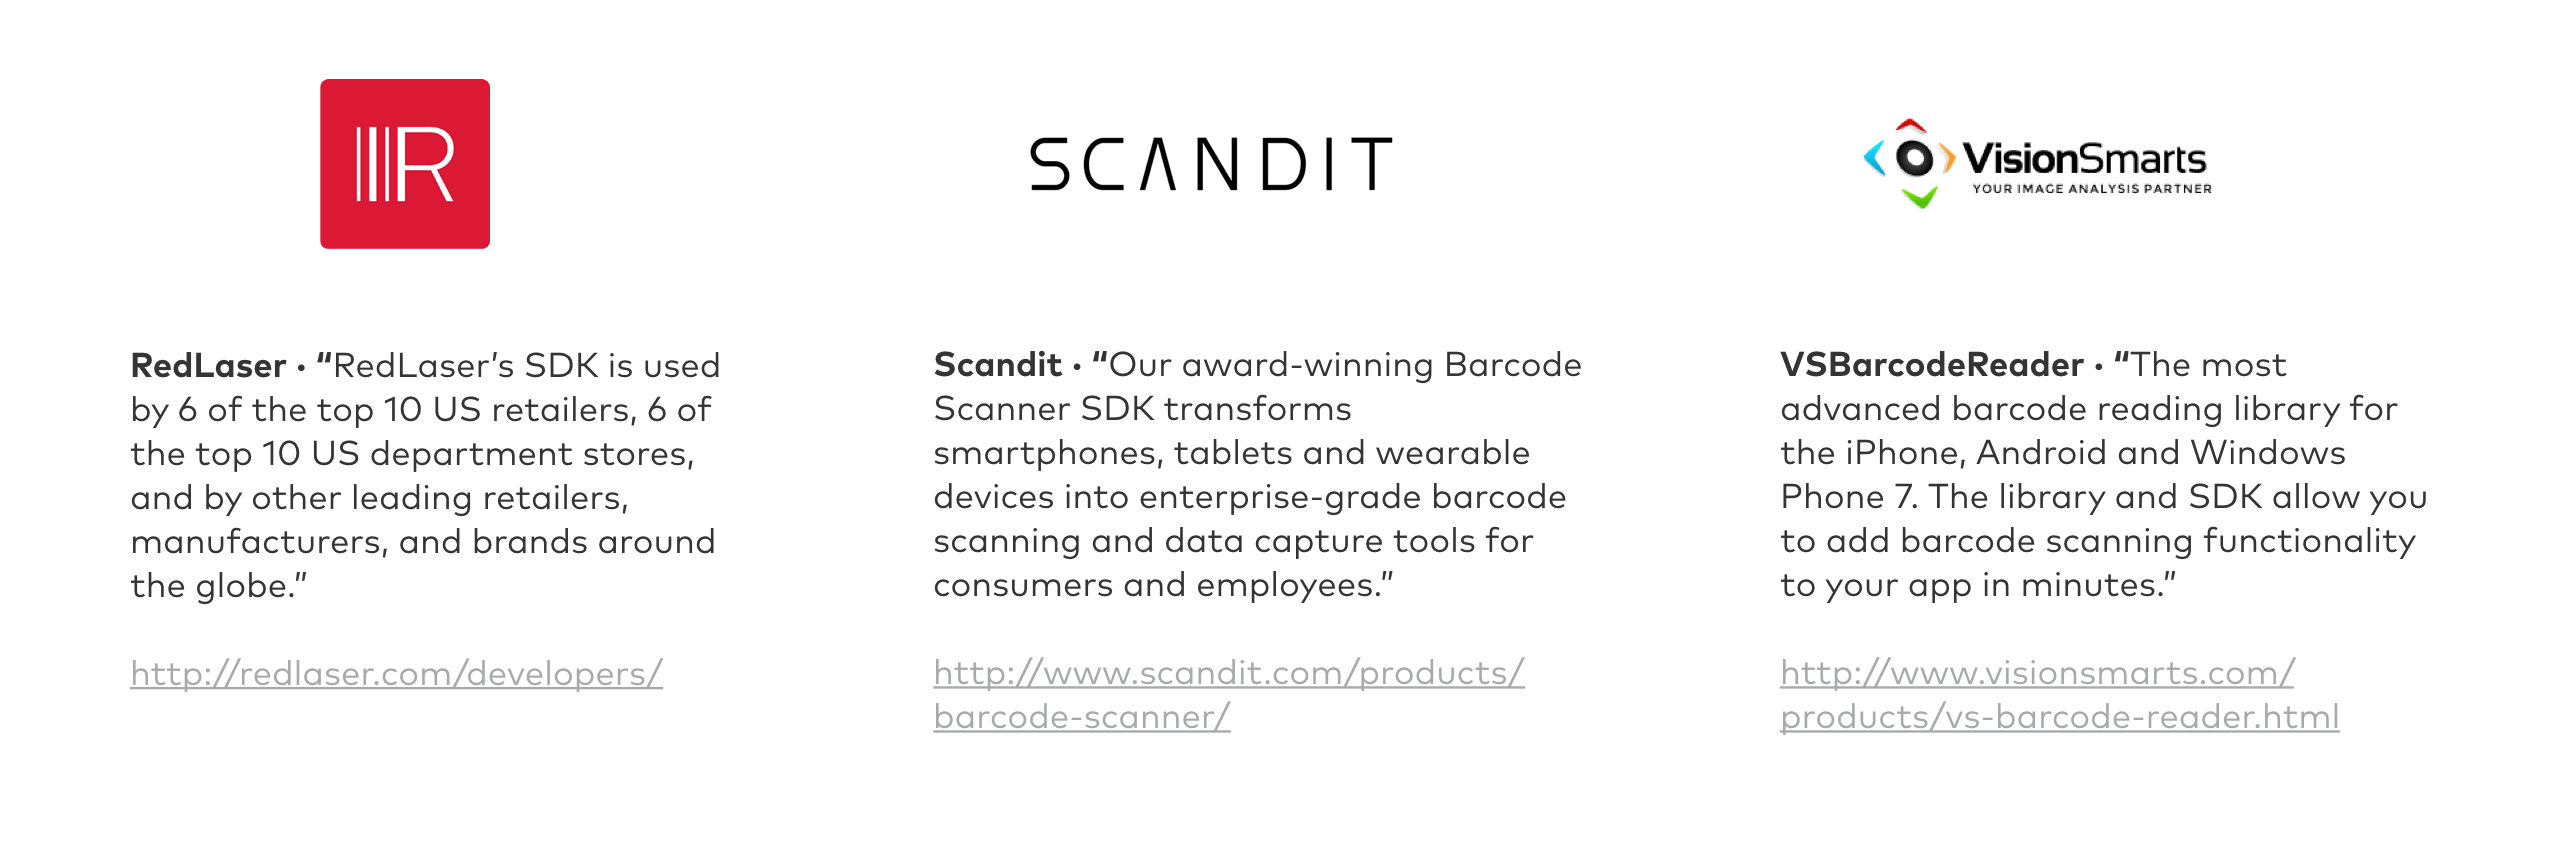 R
SCANDIT
VisionSmarts
YOUR IMAGE ANALYSIS PARTNER
RedLaser · “RedLaser’s SDK is used
by 6 of the top 10 US retailers, 6 of
the top 10 US department stores,
and by other leading retailers,
manufacturers, and brands around
the globe.”
http://redlaser.com/developers/
Scandit · “Our award-winning Barcode
Scanner SDK transforms
smartphones, tablets and wearable
devices into enterprise-grade barcode
scanning and data capture tools for
consumers and employees.”
http://www.scandit.com/products/
barcode-scanner/
VSBarcodeReader · “The most
advanced barcode reading library for
the iPhone, Android and Windows
Phone 7. The library and SDK allow you
to add barcode scanning functionality
to your app in minutes.”
http://www.visionsmarts.com/
products/vs-barcode-reader.html